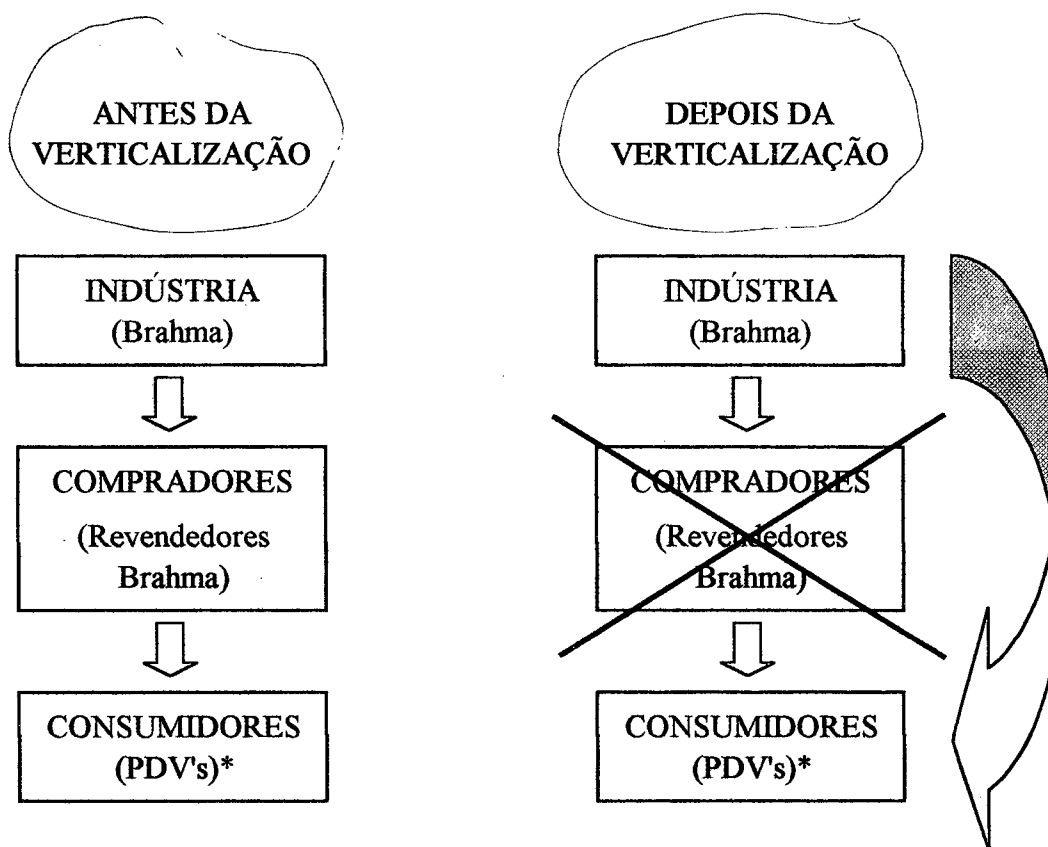 ANTES DA
VERTICALIZAÇÃO
INDÚSTRIA
(Brahma)
COMPRADORES
(Revendedores
Brahma)
CONSUMIDORES
(PDV's)*
DEPOIS DA
VERTICALIZAÇÃO
INDÚSTRIA
(Brahma)
COMPRADORES
(Revendedores
Brahma)
CONSUMIDORES
(PDV's)*